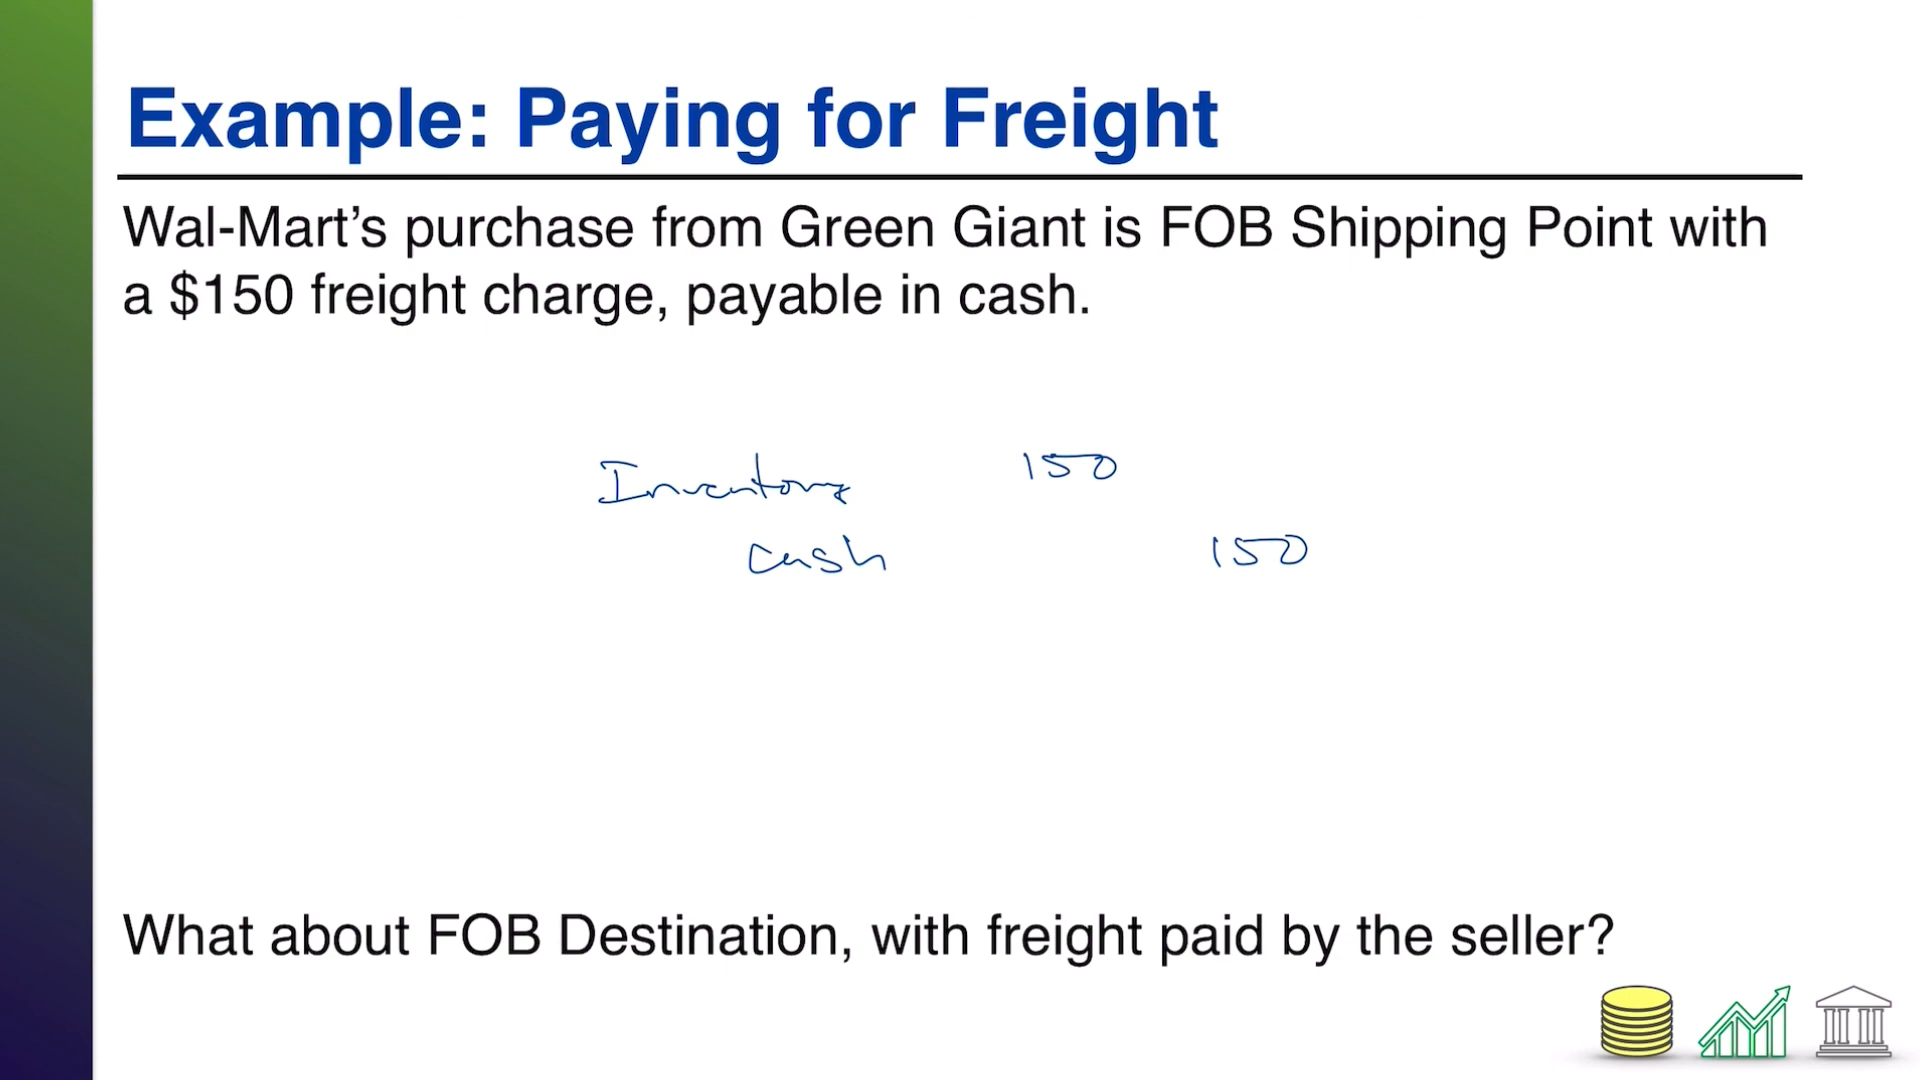 Example: Paying for Freight
Wal-Mart’s purchase from Green Giant is FOB Shipping Point with
a $150 freight charge, payable in cash.
Inventory 150
Cash 150
What about FOB Destination, with freight paid by the seller?